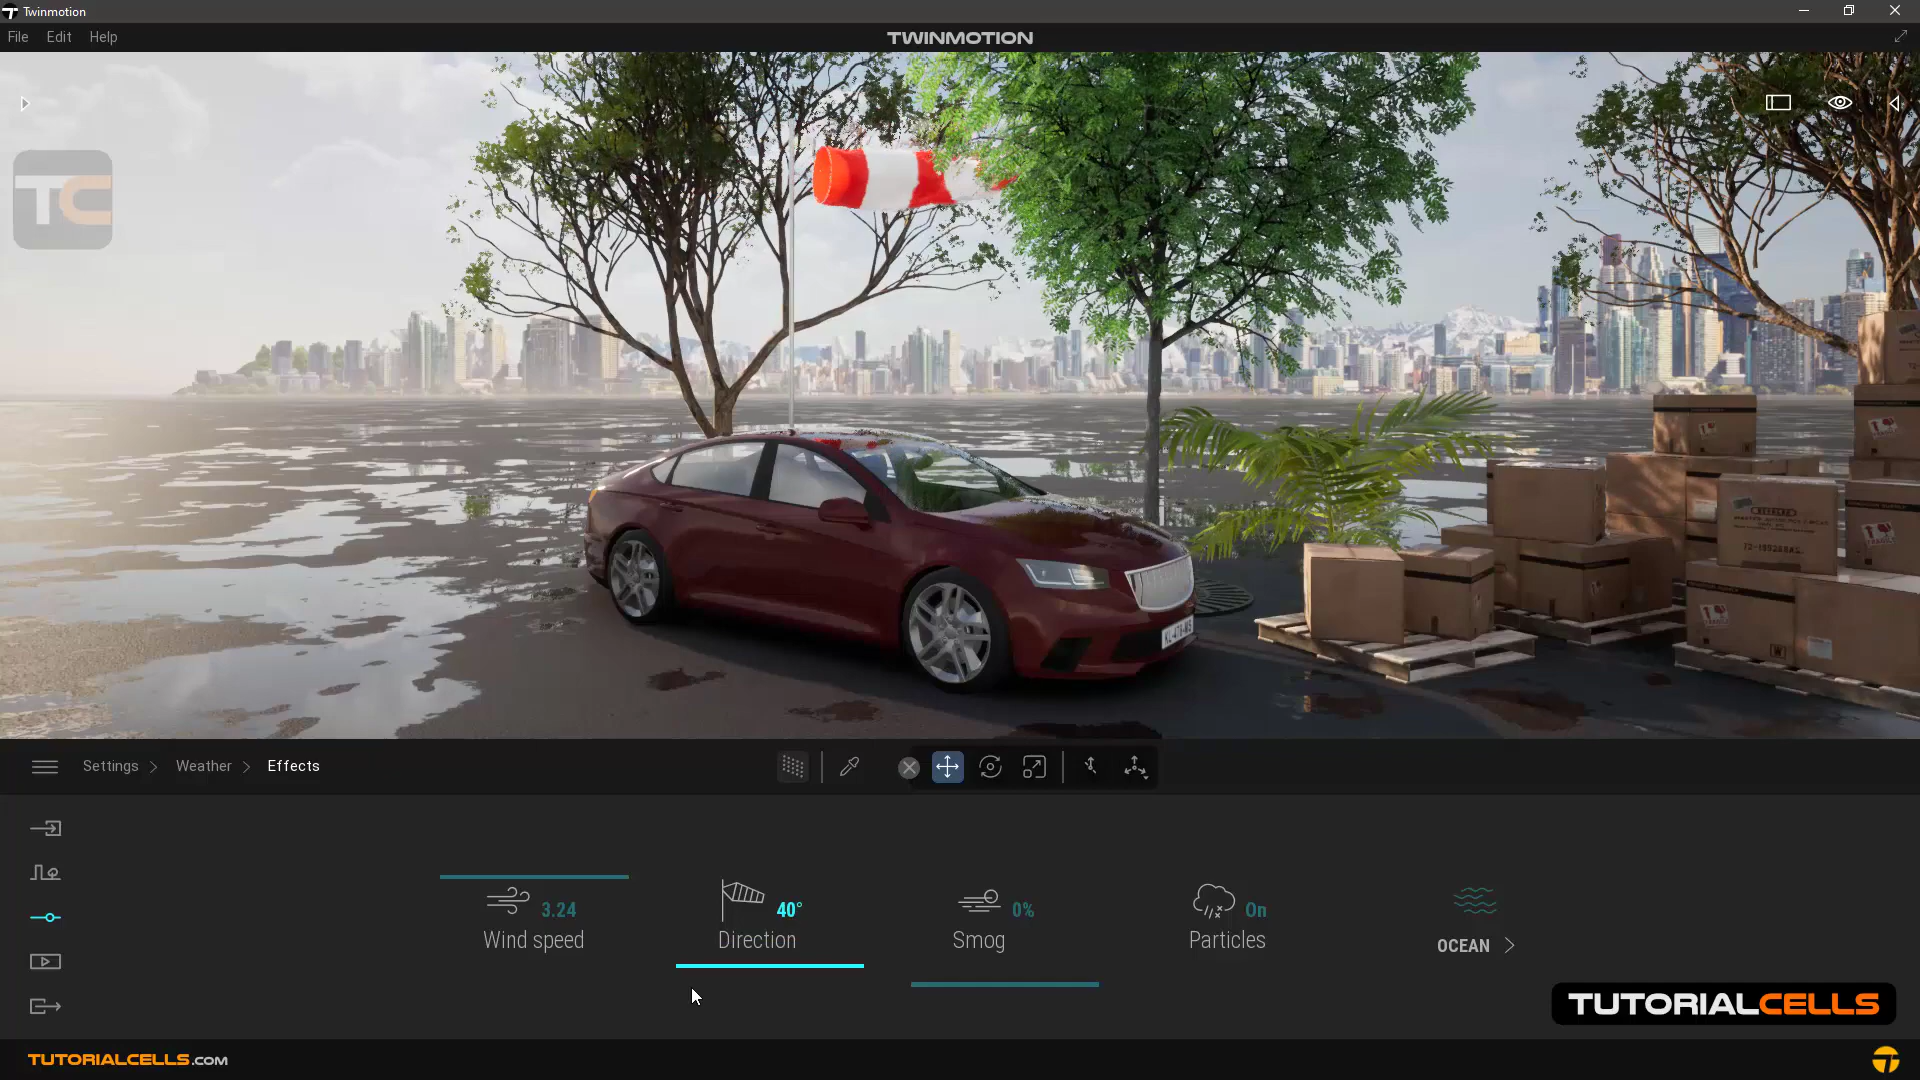 Twinmotion
File Edit Help
TWINMOTION
TC
Settings Weather Effects
3.24
Wind speed
40°
Direction
0%
Smog
On
Particles
OCEAN
TUTORIALCELLS
TUTORIALCELLS.COM